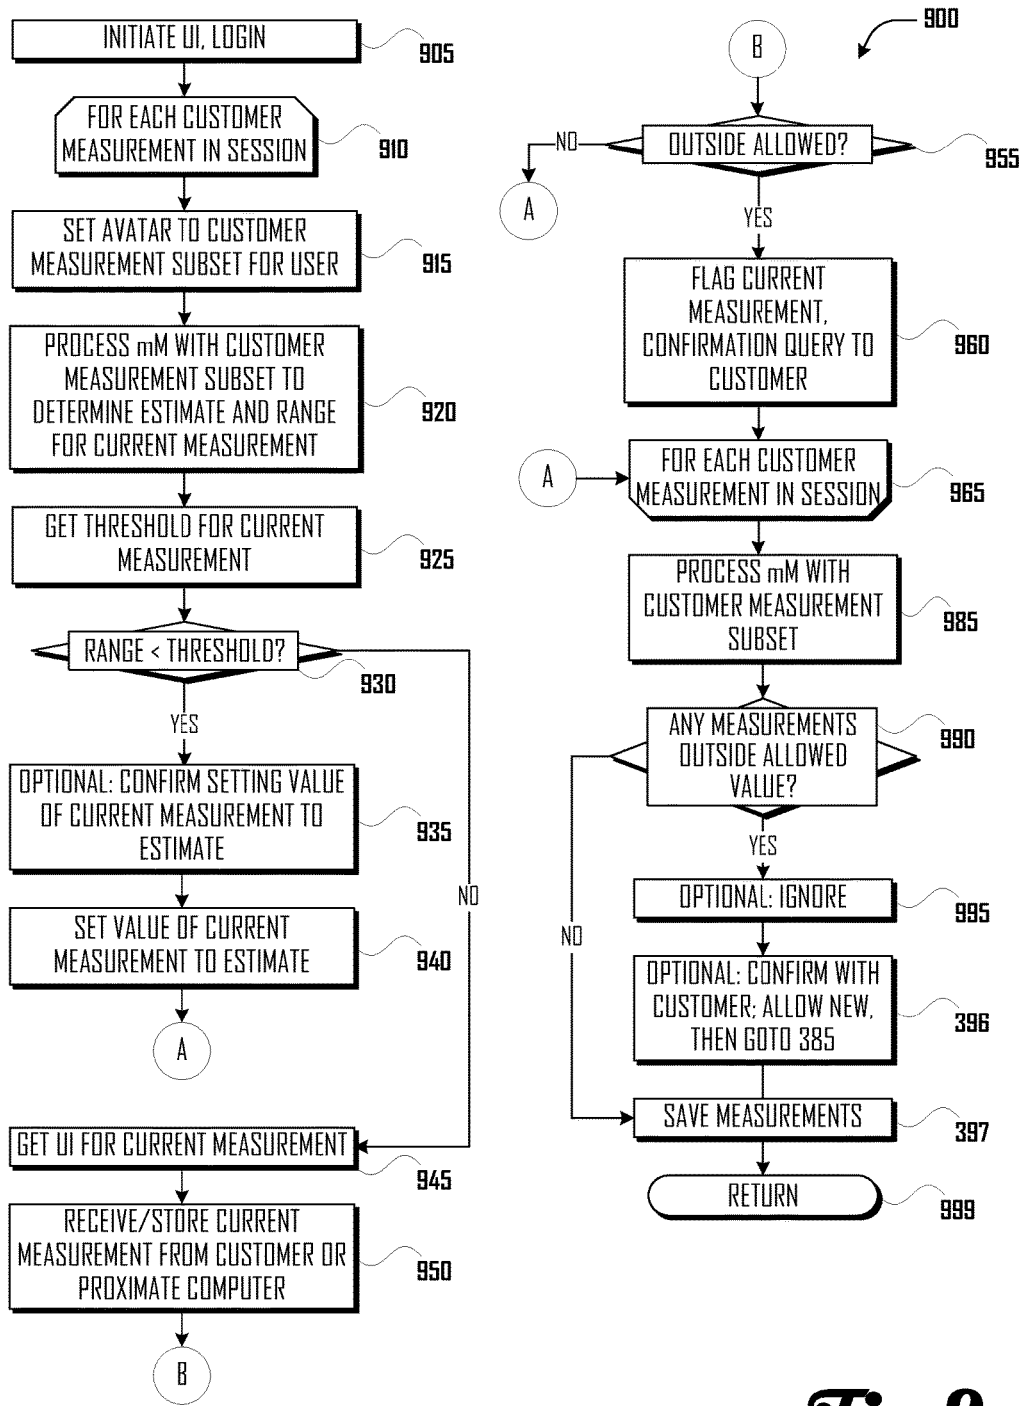 INITIATE UI, LOGIN
905
FOR EACH CUSTOMER
MEASUREMENT IN SESSION
910
SET AVATAR TO CUSTOMER
MEASUREMENT SUBSET FOR USER
915
PROCESS mM WITH CUSTOMER
MEASUREMENT SUBSET TO
DETERMINE ESTIMATE AND RANGE
FOR CURRENT MEASUREMENT
920
GET THRESHOLD FOR CURRENT
MEASUREMENT
925
RANGE < THRESHOLD?
930
YES
NO
OPTIONAL: CONFIRM SETTING VALUE
OF CURRENT MEASUREMENT TO
ESTIMATE
935
SET VALUE OF CURRENT
MEASUREMENT TO ESTIMATE
940
A
GET UI FOR CURRENT MEASUREMENT
945
RECEIVE/STORE CURRENT
MEASUREMENT FROM CUSTOMER OR
PROXIMATE COMPUTER
950
B
900
B
OUTSIDE ALLOWED?
955
NO
A
YES
FLAG CURRENT
MEASUREMENT,
CONFIRMATION QUERY TO
CUSTOMER
960
A
FOR EACH CUSTOMER
MEASUREMENT IN SESSION
965
PROCESS mM WITH
CUSTOMER MEASUREMENT
SUBSET
985
ANY MEASUREMENTS
OUTSIDE ALLOWED
VALUE?
990
YES
NO
OPTIONAL: IGNORE
995
OPTIONAL: CONFIRM WITH
CUSTOMER; ALLOW NEW,
THEN GOTO 385
396
SAVE MEASUREMENTS
397
RETURN
999